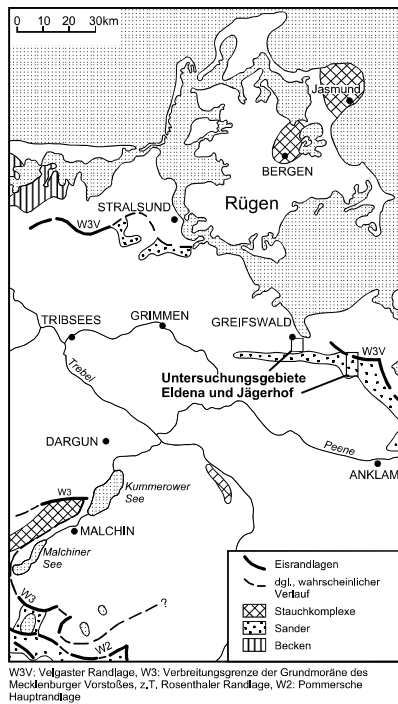 0 10 20 30km
Jasmund
BERGEN
Rügen
STRALSUND
W3V
TRIBSEES
GRIMMEN
GREIFSWALD
W3V
Trebel
Untersuchungsgebiete
Eldena und Jägerhof
DARGUN
Peene
ANKLAM
Kummerower
See
W3
MALCHIN
Malchiner
See
W3
?
W2
Eisrandlagen
dgl., wahrscheinlicher
Verlauf
Stauchkomplexe
Sander
Becken
W3V: Velgaster Randlage, W3: Verbreitungsgrenze der Grundmoräne des
Mecklenburger Vorstoßes, z.T. Rosenthaler Randlage, W2: Pommersche
Hauptrandlage